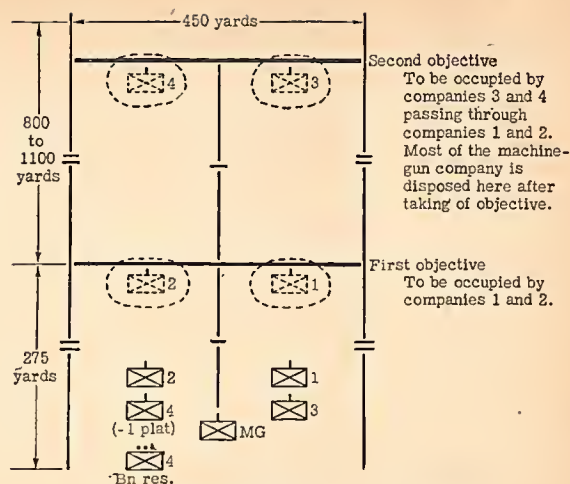 450 yards
Second objective
4
3
To be occupied by
companies 3 and 4
passing through
companies 1 and 2.
Most of the machine-
gun company is
disposed here after
taking of objective.
800
to
1100
yards
First objective
2
1
To be occupied by
companies 1 and 2.
275
yards
2
1
4
3
(-1 plat)
MG
4
Bn res.